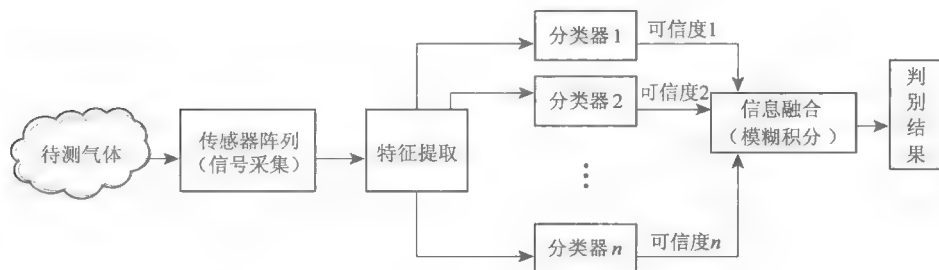 待测气体
传感器阵列
（信号采集）
特征提取
分类器1
可信度1
分类器2
可信度2
⋮
分类器n
可信度n
信息融合
（模糊积分）
判
别
结
果